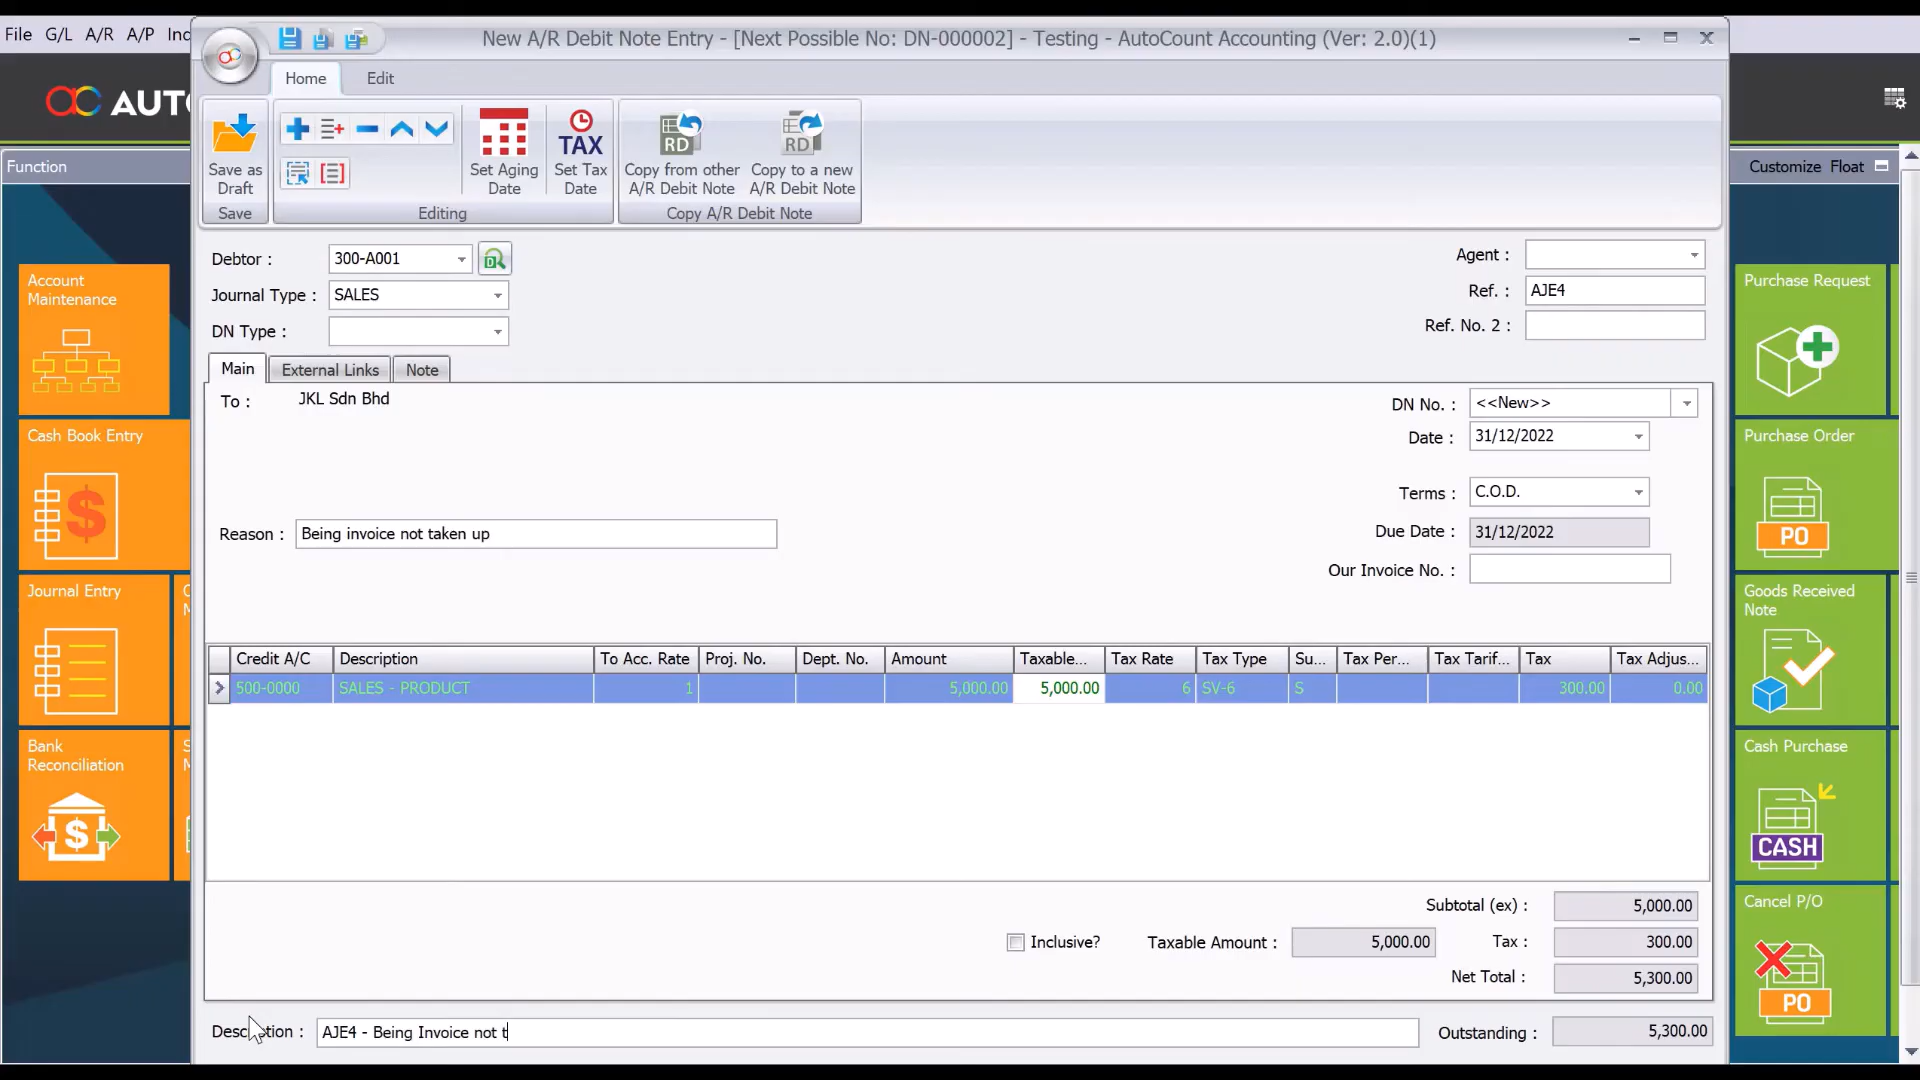 File G/L A/R A/P
New A/R Debit Note Entry - [Next Possible No: DN-000002] - Testing - AutoCount Accounting (Ver: 2.0)(1)
Home Edit
Save as
Draft
Save
Editing
Set Aging
Date
TAX
Set Tax
Date
RD
Copy from other
A/R Debit Note
RD
Copy to a new
A/R Debit Note
Copy A/R Debit Note
Function
Customize Float
Debtor : 300-A001
Journal Type : SALES
DN Type :
Agent :
Ref. : AJE4
Ref. No. 2 :
Main External Links Note
To : JKL Sdn Bhd
DN No. : <<New>>
Date : 31/12/2022
Terms : C.O.D.
Reason : Being invoice not taken up
Due Date : 31/12/2022
Our Invoice No. :
Credit A/C Description To Acc. Rate Proj. No. Dept. No. Amount Taxable... Tax Rate Tax Type Su... Tax Per... Tax Tarif... Tax Tax Adjus...
500-0000 SALES - PRODUCT 1 5,000.00 5,000.00 6 SV-6 S 300.00 0.00
Subtotal (ex) : 5,000.00
Inclusive? Taxable Amount : 5,000.00 Tax : 300.00
Net Total : 5,300.00
Description : AJE4 - Being Invoice not t
Outstanding : 5,300.00
Account
Maintenance
Cash Book Entry
Journal Entry
Bank
Reconciliation
Purchase Request
Purchase Order
PO
Goods Received
Note
Cash Purchase
CASH
Cancel P/O
PO